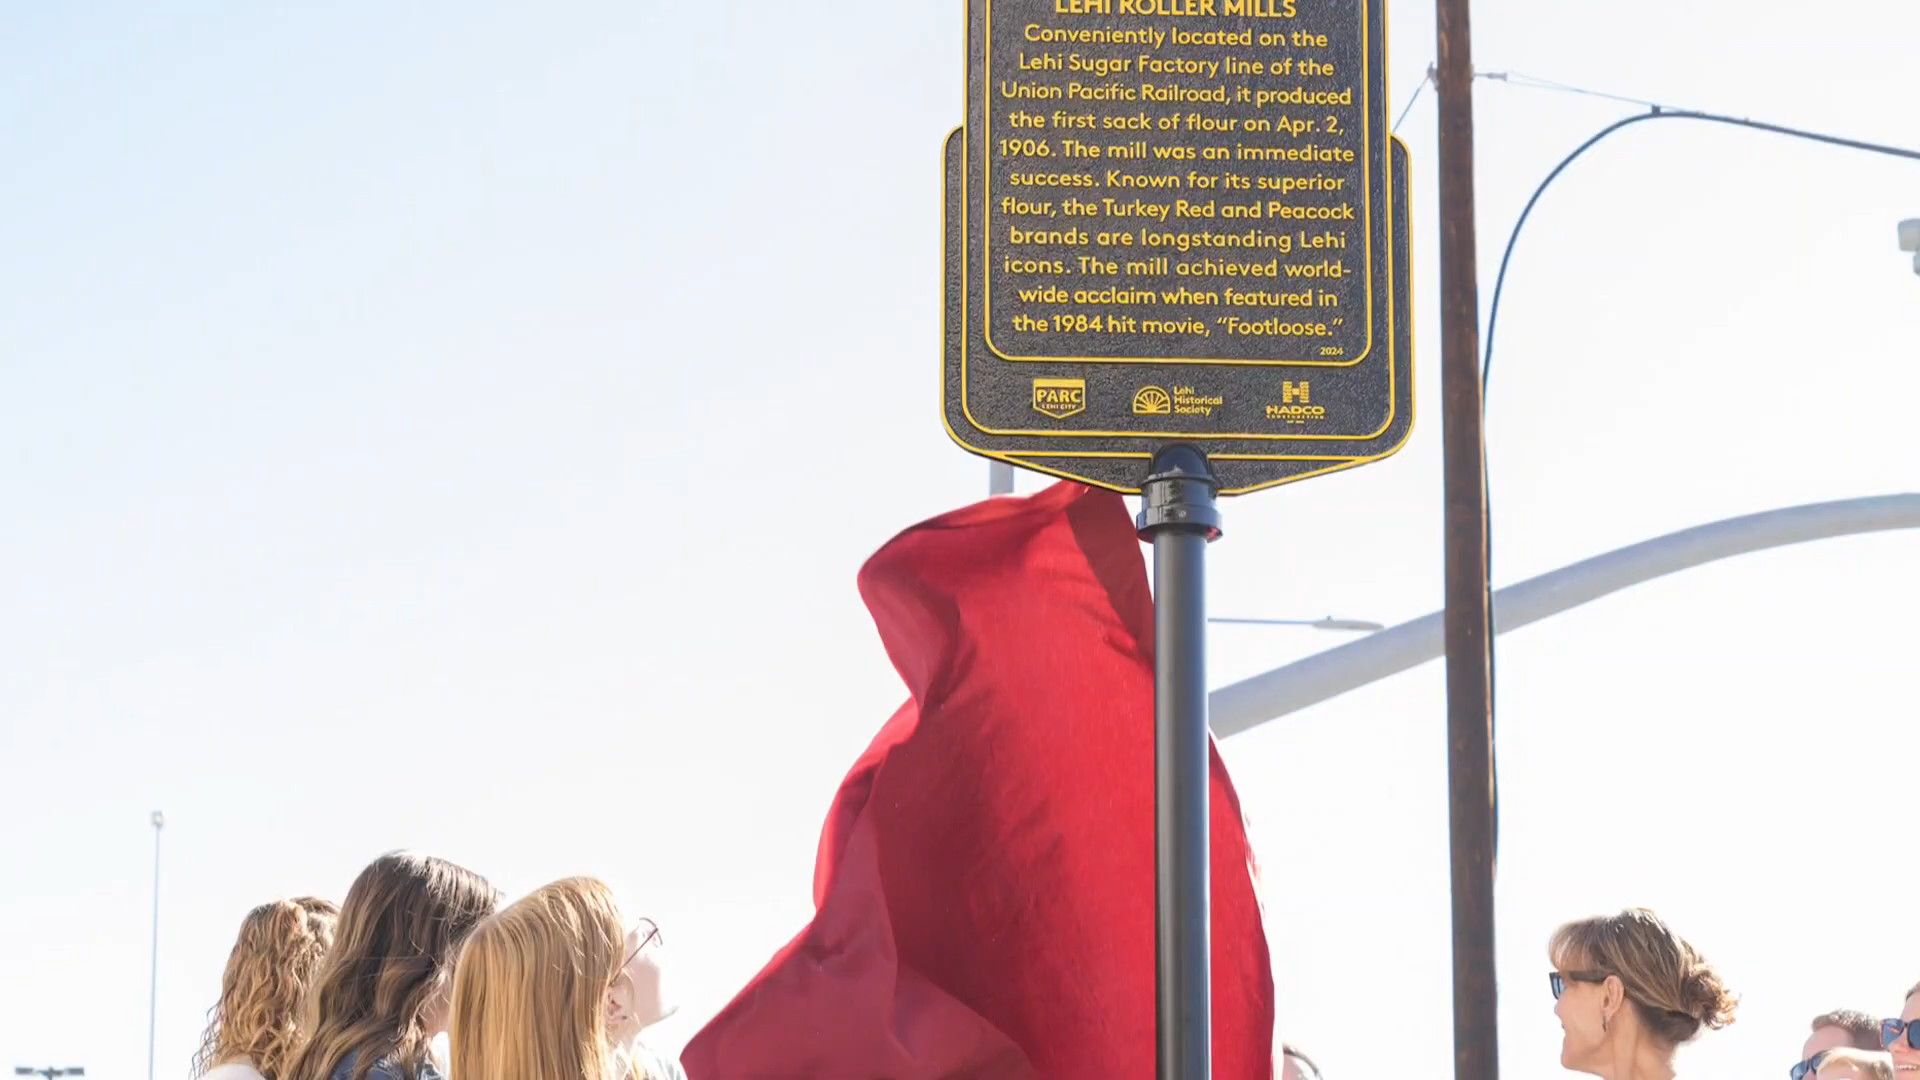 LEHI ROLLER MILLS
Conveniently located on the
Lehi Sugar Factory line of the
Union Pacific Railroad, it produced
the first sack of flour on Apr. 2,
1906. The mill was an immediate
success. Known for its superior
flour, the Turkey Red and Peacock
brands are longstanding Lehi
icons. The mill achieved world-
wide acclaim when featured in
the 1984 hit movie, “Footloose.”
2024
PARC
LEHI CITY
Lehi
Historical
Society
HADCO
CONSTRUCTION